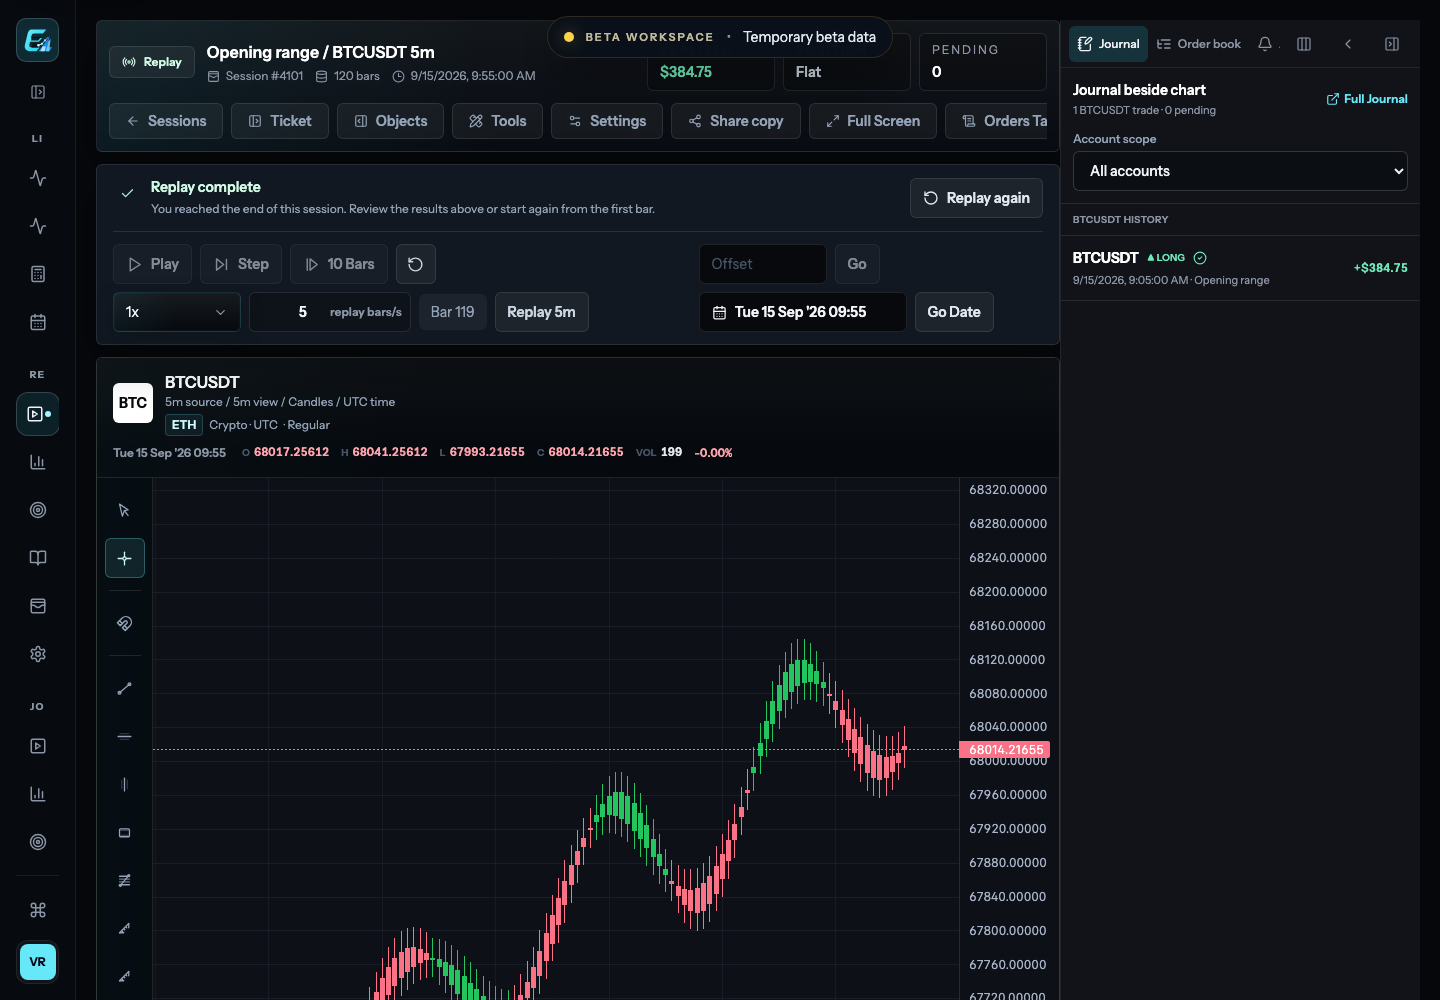 BETA WORKSPACE · Temporary beta data
LI
RE
JO
VR
Replay
Opening range / BTCUSDT 5m
Session #4101 120 bars 9/15/2026, 9:55:00 AM
$384.75
Flat
PENDING
0
Sessions Ticket Objects Tools Settings Share copy Full Screen Orders Ta
Replay complete
You reached the end of this session. Review the results above or start again from the first bar.
Replay again
Play Step 10 Bars Offset Go
1x 5 replay bars/s Bar 119 Replay 5m Tue 15 Sep '26 09:55 Go Date
BTC
BTCUSDT
5m source / 5m view / Candles / UTC time
ETH Crypto · UTC · Regular
Tue 15 Sep '26 09:55 O 68017.25612 H 68041.25612 L 67993.21655 C 68014.21655 VOL 199 -0.00%
68320.00000
68280.00000
68240.00000
68200.00000
68160.00000
68120.00000
68080.00000
68040.00000
68014.21655
68000.00000
67960.00000
67920.00000
67880.00000
67840.00000
67800.00000
67760.00000
67720.00000
Journal Order book
Journal beside chart
1 BTCUSDT trade · 0 pending
Full Journal
Account scope
All accounts
BTCUSDT HISTORY
BTCUSDT LONG
+$384.75
9/15/2026, 9:05:00 AM · Opening range